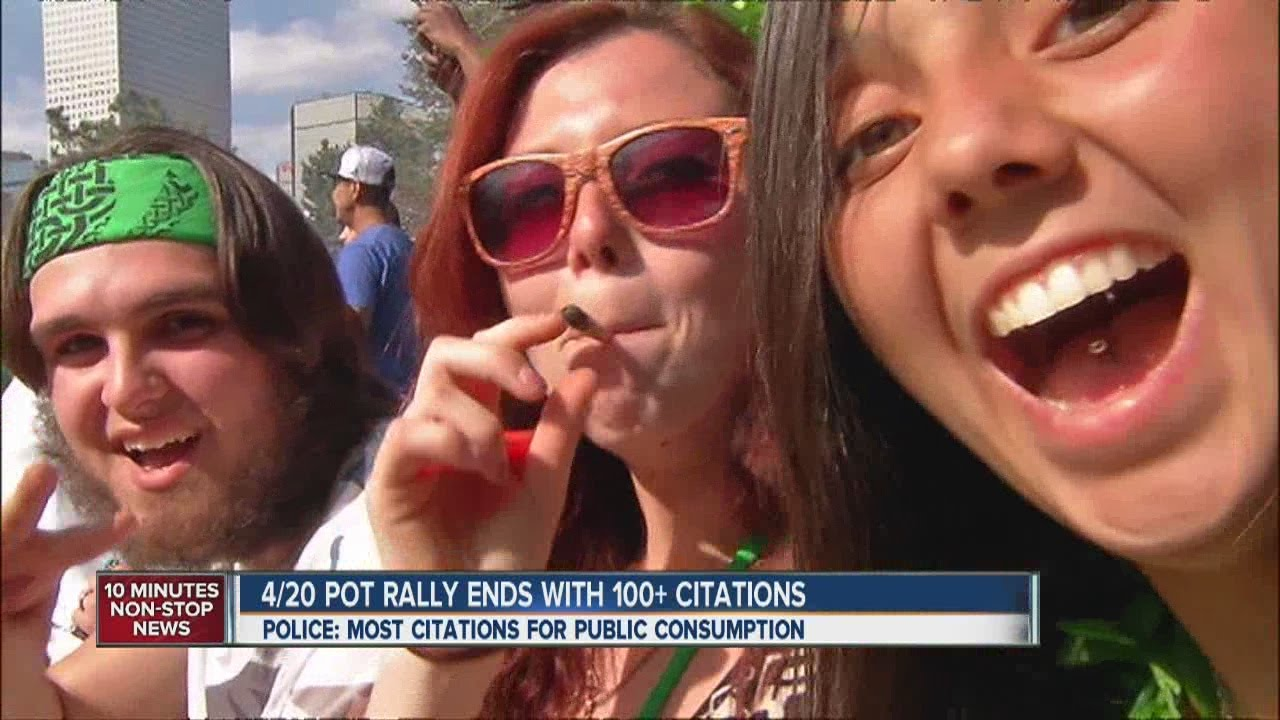 10 MINUTES
NON-STOP
NEWS
4/20 POT RALLY ENDS WITH 100+ CITATIONS
POLICE: MOST CITATIONS FOR PUBLIC CONSUMPTION